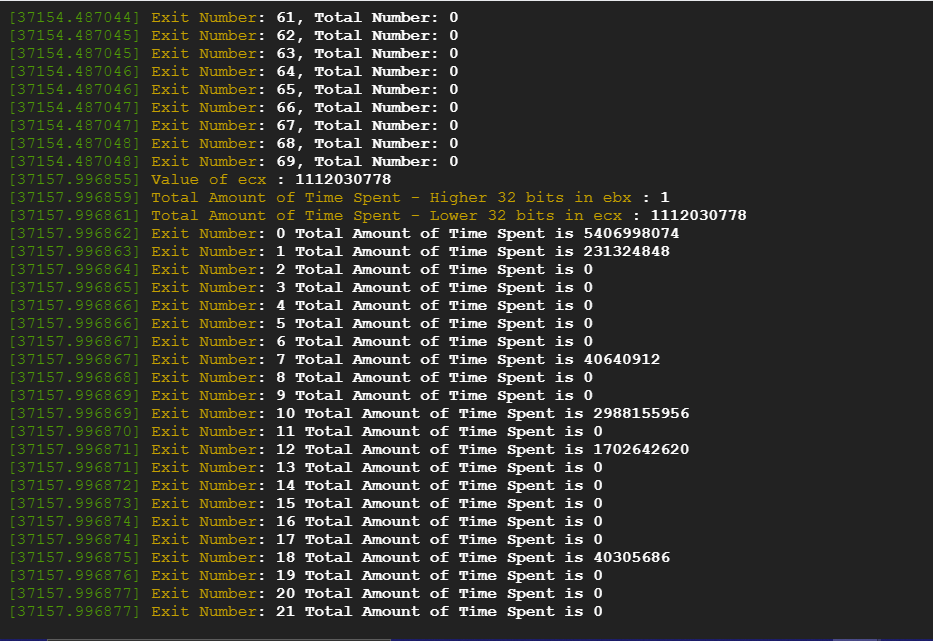 [37154.487044] Exit Number: 61, Total Number: 0
[37154.487045] Exit Number: 62, Total Number: 0
[37154.487045] Exit Number: 63, Total Number: 0
[37154.487046] Exit Number: 64, Total Number: 0
[37154.487046] Exit Number: 65, Total Number: 0
[37154.487047] Exit Number: 66, Total Number: 0
[37154.487047] Exit Number: 67, Total Number: 0
[37154.487048] Exit Number: 68, Total Number: 0
[37154.487048] Exit Number: 69, Total Number: 0
[37157.996855] Value of ecx : 1112030778
[37157.996859] Total Amount of Time Spent - Higher 32 bits in ebx : 1
[37157.996861] Total Amount of Time Spent - Lower 32 bits in ecx : 1112030778
[37157.996862] Exit Number: 0 Total Amount of Time Spent is 5406998074
[37157.996863] Exit Number: 1 Total Amount of Time Spent is 231324848
[37157.996864] Exit Number: 2 Total Amount of Time Spent is 0
[37157.996865] Exit Number: 3 Total Amount of Time Spent is 0
[37157.996866] Exit Number: 4 Total Amount of Time Spent is 0
[37157.996866] Exit Number: 5 Total Amount of Time Spent is 0
[37157.996867] Exit Number: 6 Total Amount of Time Spent is 0
[37157.996867] Exit Number: 7 Total Amount of Time Spent is 40640912
[37157.996868] Exit Number: 8 Total Amount of Time Spent is 0
[37157.996869] Exit Number: 9 Total Amount of Time Spent is 0
[37157.996869] Exit Number: 10 Total Amount of Time Spent is 2988155956
[37157.996870] Exit Number: 11 Total Amount of Time Spent is 0
[37157.996871] Exit Number: 12 Total Amount of Time Spent is 1702642620
[37157.996871] Exit Number: 13 Total Amount of Time Spent is 0
[37157.996872] Exit Number: 14 Total Amount of Time Spent is 0
[37157.996873] Exit Number: 15 Total Amount of Time Spent is 0
[37157.996874] Exit Number: 16 Total Amount of Time Spent is 0
[37157.996874] Exit Number: 17 Total Amount of Time Spent is 0
[37157.996875] Exit Number: 18 Total Amount of Time Spent is 40305686
[37157.996876] Exit Number: 19 Total Amount of Time Spent is 0
[37157.996877] Exit Number: 20 Total Amount of Time Spent is 0
[37157.996877] Exit Number: 21 Total Amount of Time Spent is 0